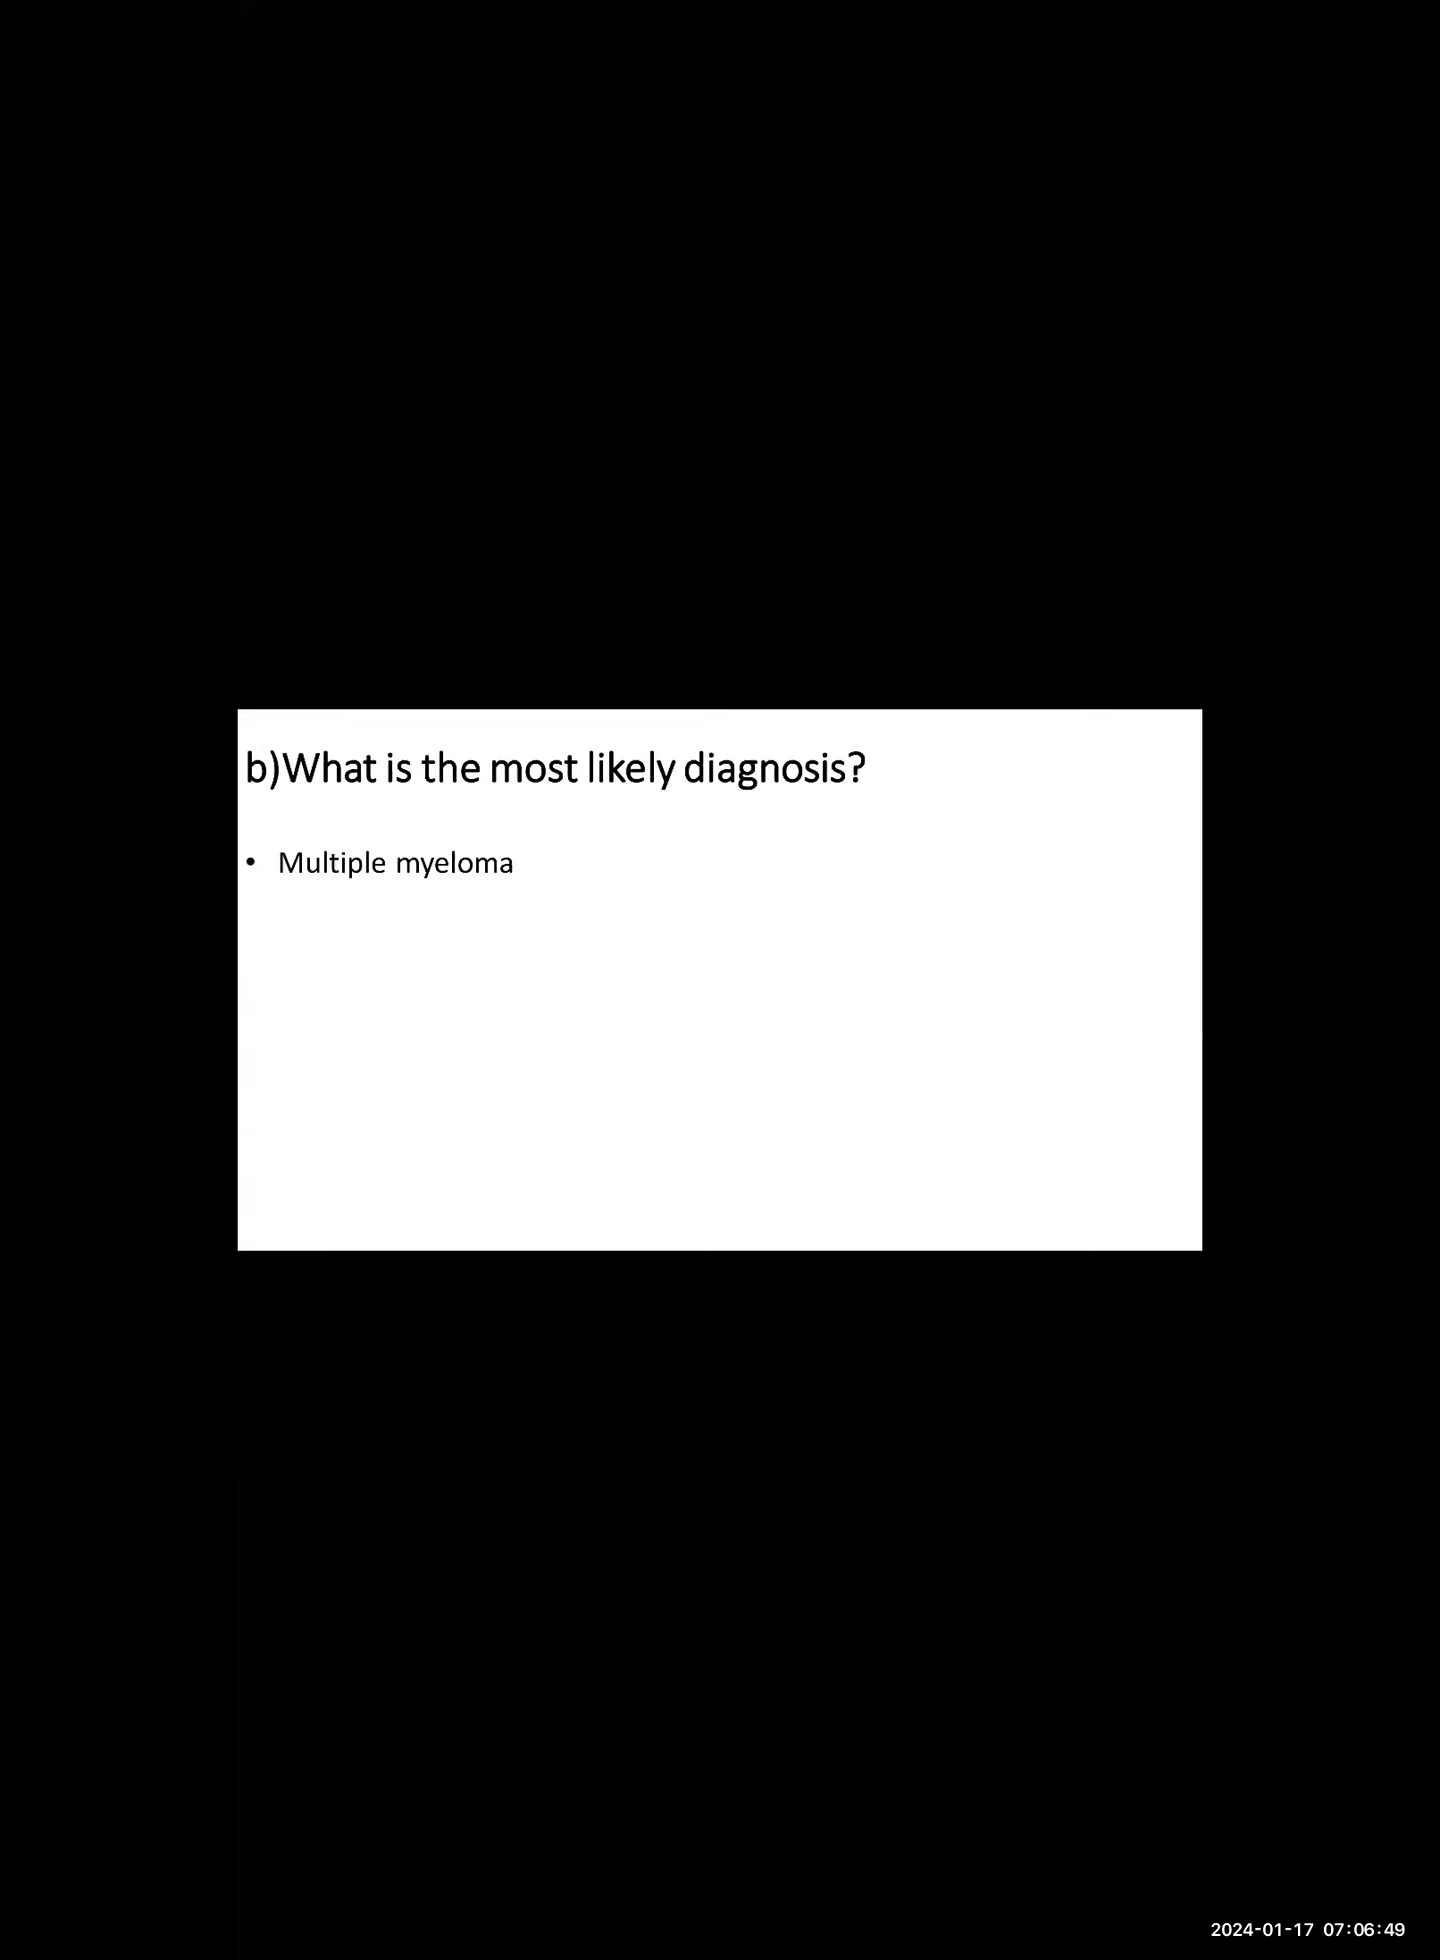 b)What is the most likely diagnosis?
• Multiple myeloma
2024-01-17 07:06:49